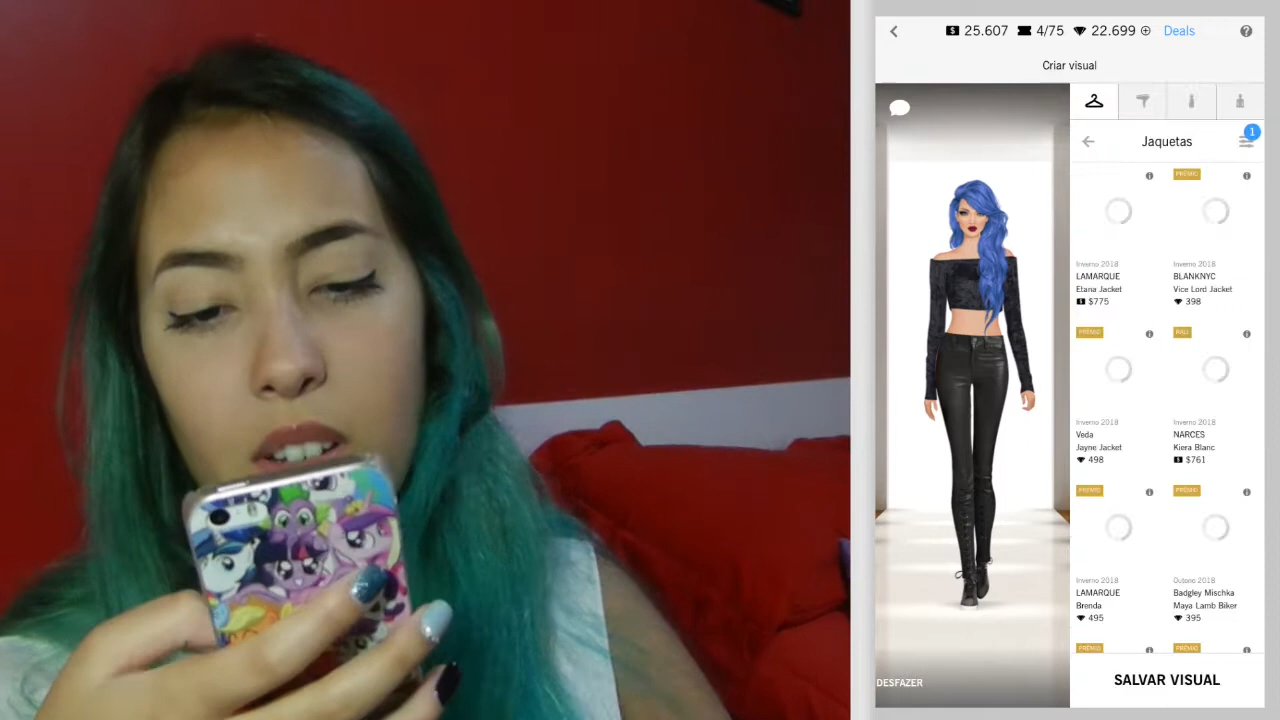 25.607 4/75 22.699 Deals
Criar visual
1
Jaquetas
PRÊMIO
Inverno 2018
LAMARQUE
Etana Jacket
$775
Inverno 2018
BLANKNYC
Vice Lord Jacket
398
PRÊMIO
Inverno 2018
Veda
Jayne Jacket
498
Inverno 2018
NARCES
Kiera Blanc
$761
PRÊMIO
PRÊMIO
Inverno 2018
LAMARQUE
Brenda
495
Outono 2018
Badgley Mischka
Maya Lamb Biker
395
PRÊMIO
PRÊMIO
DESFAZER
SALVAR VISUAL